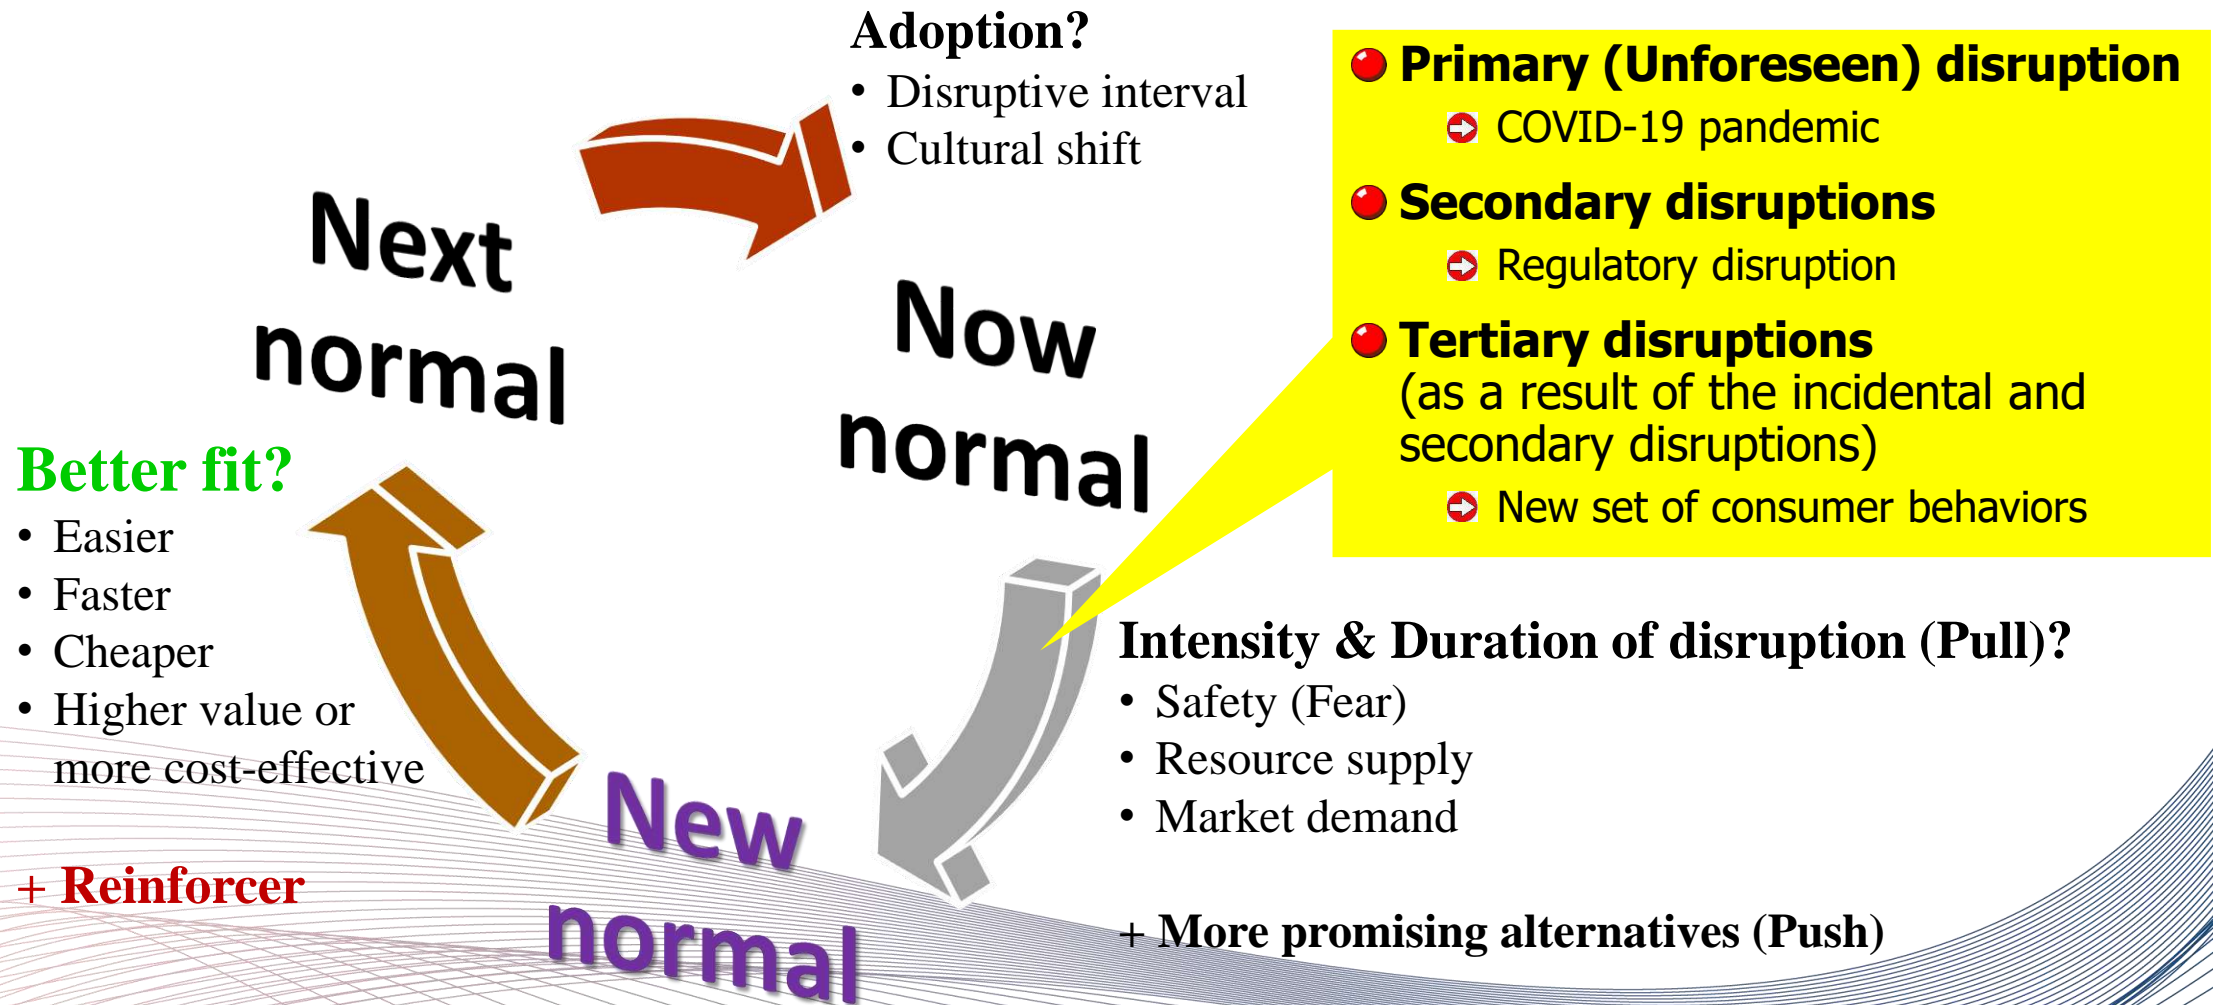 Adoption?
• Disruptive interval
• Cultural shift
Primary (Unforeseen) disruption
COVID-19 pandemic
Secondary disruptions
Regulatory disruption
Tertiary disruptions
(as a result of the incidental and
secondary disruptions)
New set of consumer behaviors
Next
normal
Now
normal
Better fit?
• Easier
• Faster
• Cheaper
• Higher value or
more cost-effective
+ Reinforcer
New
normal
Intensity & Duration of disruption (Pull)?
• Safety (Fear)
• Resource supply
• Market demand
+ More promising alternatives (Push)